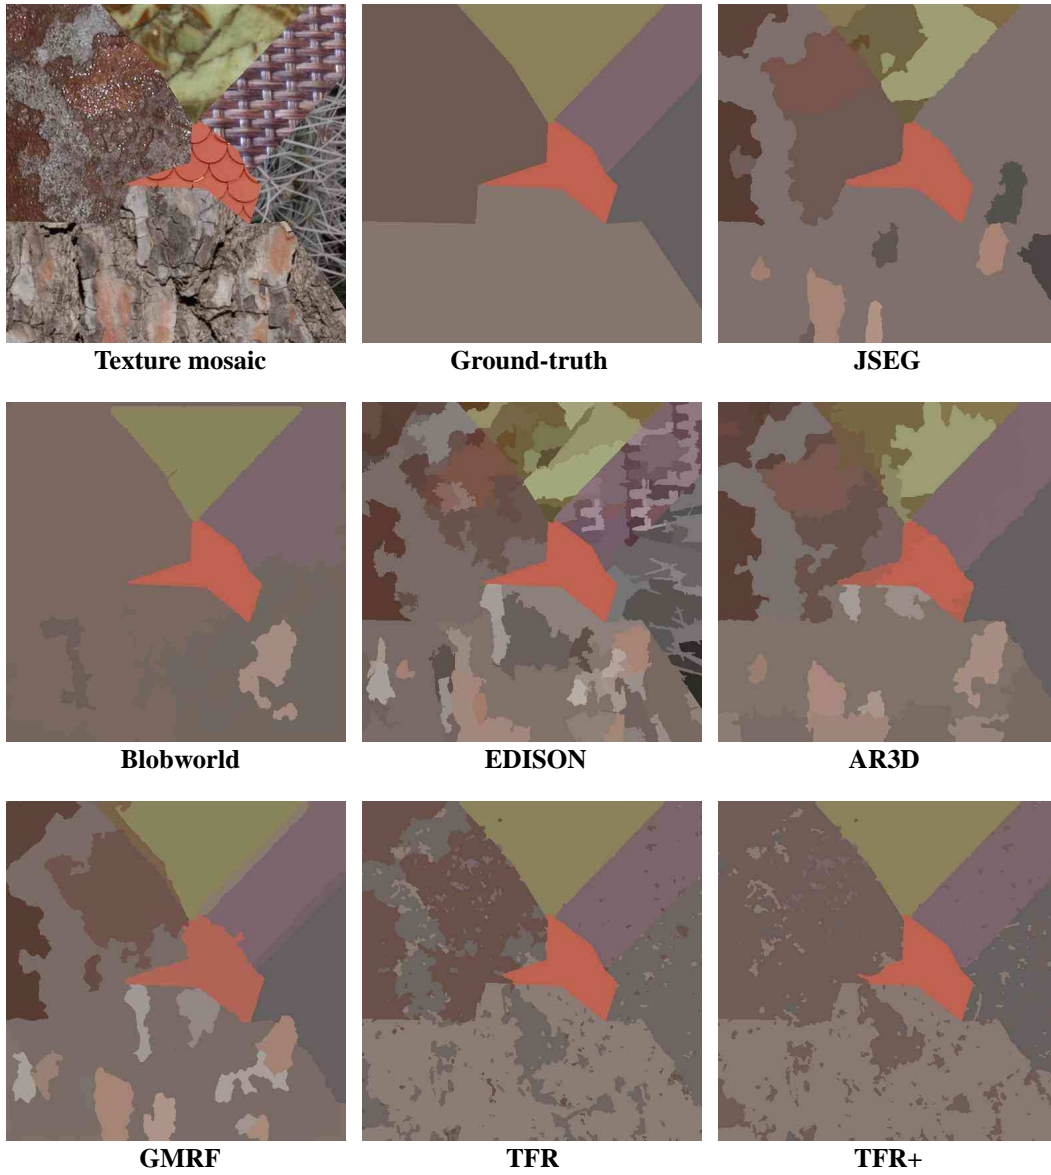 Texture mosaic
Ground-truth
JSEG
Blobworld
EDISON
AR3D
GMRF
TFR
TFR+